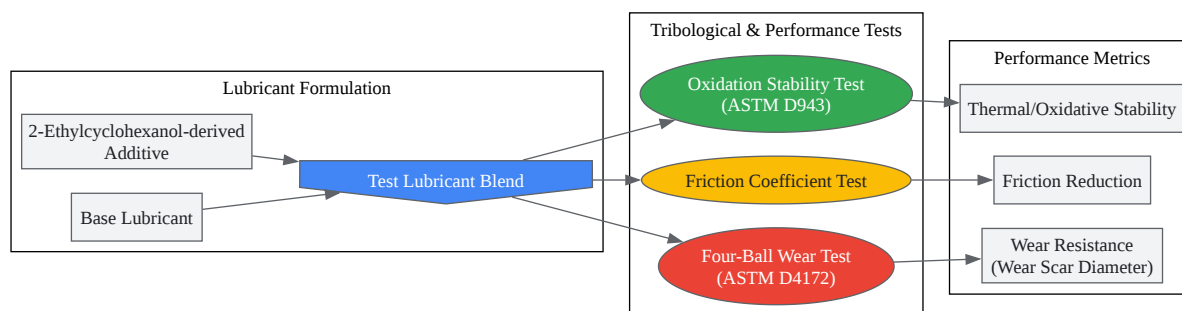 Lubricant Formulation
2-Ethylcyclohexanol-derived
Additive
Base Lubricant
Test Lubricant Blend
Tribological & Performance Tests
Oxidation Stability Test
(ASTM D943)
Friction Coefficient Test
Four-Ball Wear Test
(ASTM D4172)
Performance Metrics
Thermal/Oxidative Stability
Friction Reduction
Wear Resistance
(Wear Scar Diameter)